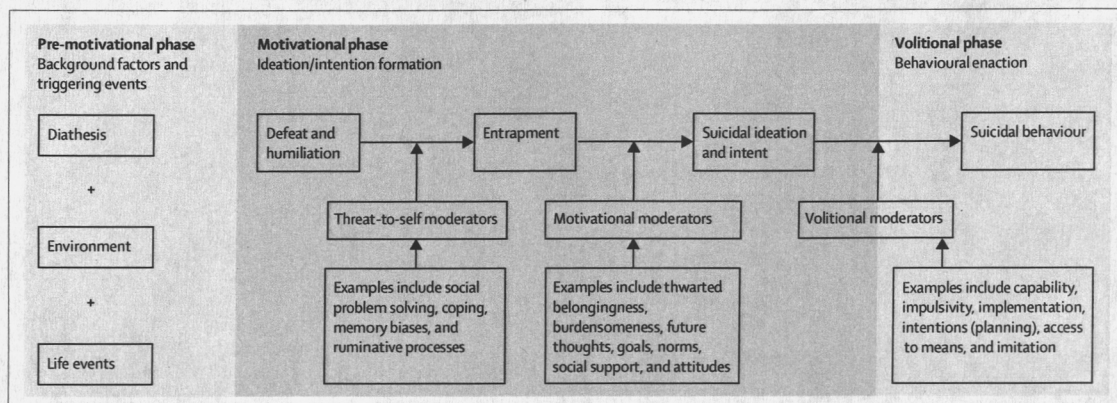 Pre-motivational phase
Background factors and
triggering events
Diathesis
+
Environment
+
Life events
Motivational phase
Ideation/intention formation
Defeat and
humiliation
Entrapment
Suicidal ideation
and intent
Threat-to-self moderators
Motivational moderators
Volitional moderators
Examples include social
problem solving, coping,
memory biases, and
ruminative processes
Examples include thwarted
belongingness,
burdensomeness, future
thoughts, goals, norms,
social support, and attitudes
Volitional phase
Behavioural enaction
Suicidal behaviour
Examples include capability,
impulsivity, implementation,
intentions (planning), access
to means, and imitation